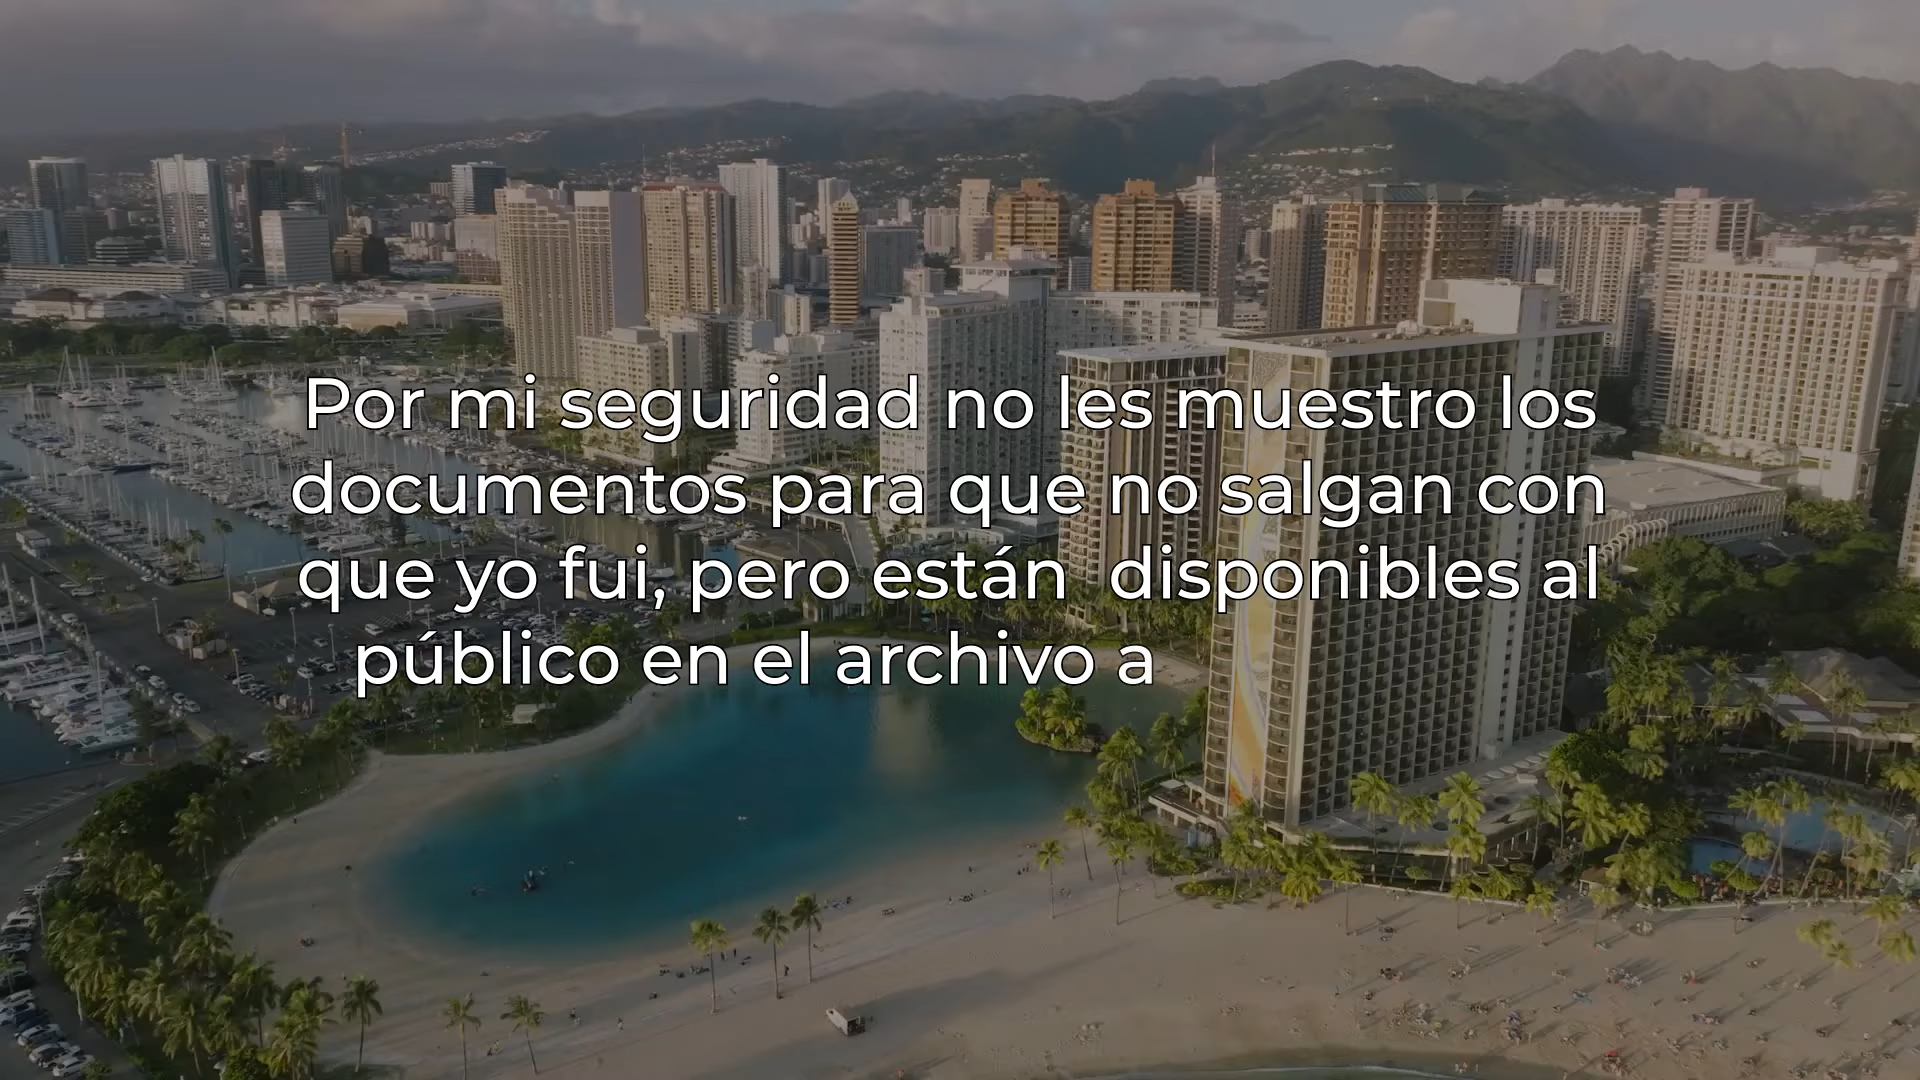 Por mi seguridad no les muestro los
documentos para que no salgan con
que yo fui, pero están  disponibles al
público en el archivo a